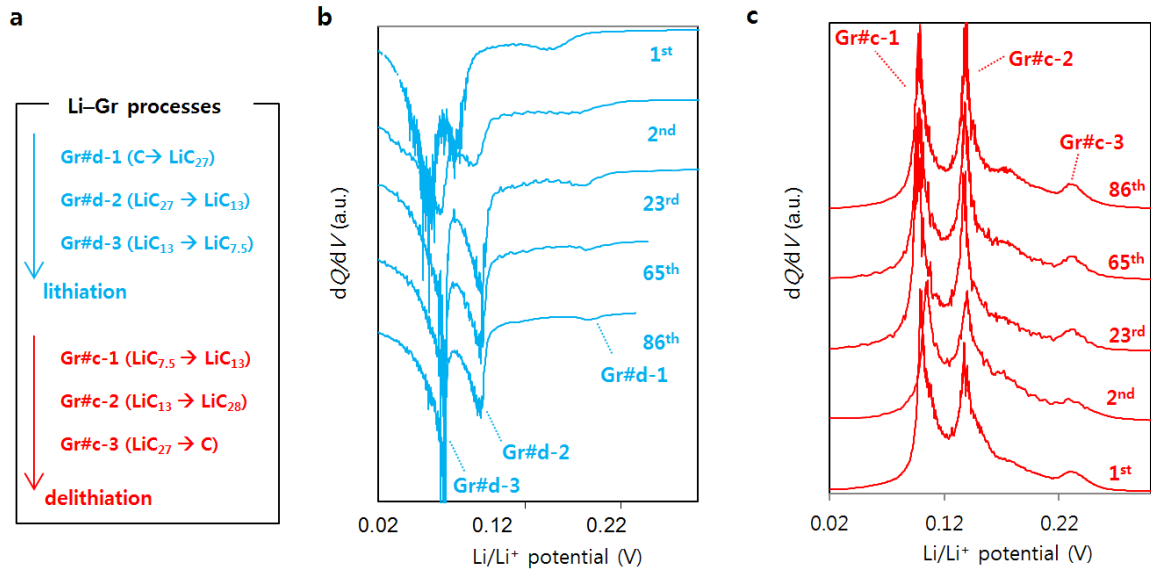 a
Li–Gr processes
Gr#d-1 (C→ LiC₂₇)
Gr#d-2 (LiC₂₇ → LiC₁₃)
Gr#d-3 (LiC₁₃ → LiC₇.₅)
lithiation
Gr#c-1 (LiC₇.₅ → LiC₁₃)
Gr#c-2 (LiC₁₃ → LiC₂₈)
Gr#c-3 (LiC₂₇ → C)
delithiation
b
dQ/dV (a.u.)
1ˢᵗ
2ⁿᵈ
23ʳᵈ
65ᵗʰ
86ᵗʰ
Gr#d-1
Gr#d-2
Gr#d-3
0.02 0.12 0.22
Li/Li⁺ potential (V)
c
dQ/dV (a.u.)
Gr#c-1
Gr#c-2
Gr#c-3
86ᵗʰ
65ᵗʰ
23ʳᵈ
2ⁿᵈ
1ˢᵗ
0.02 0.12 0.22
Li/Li⁺ potential (V)